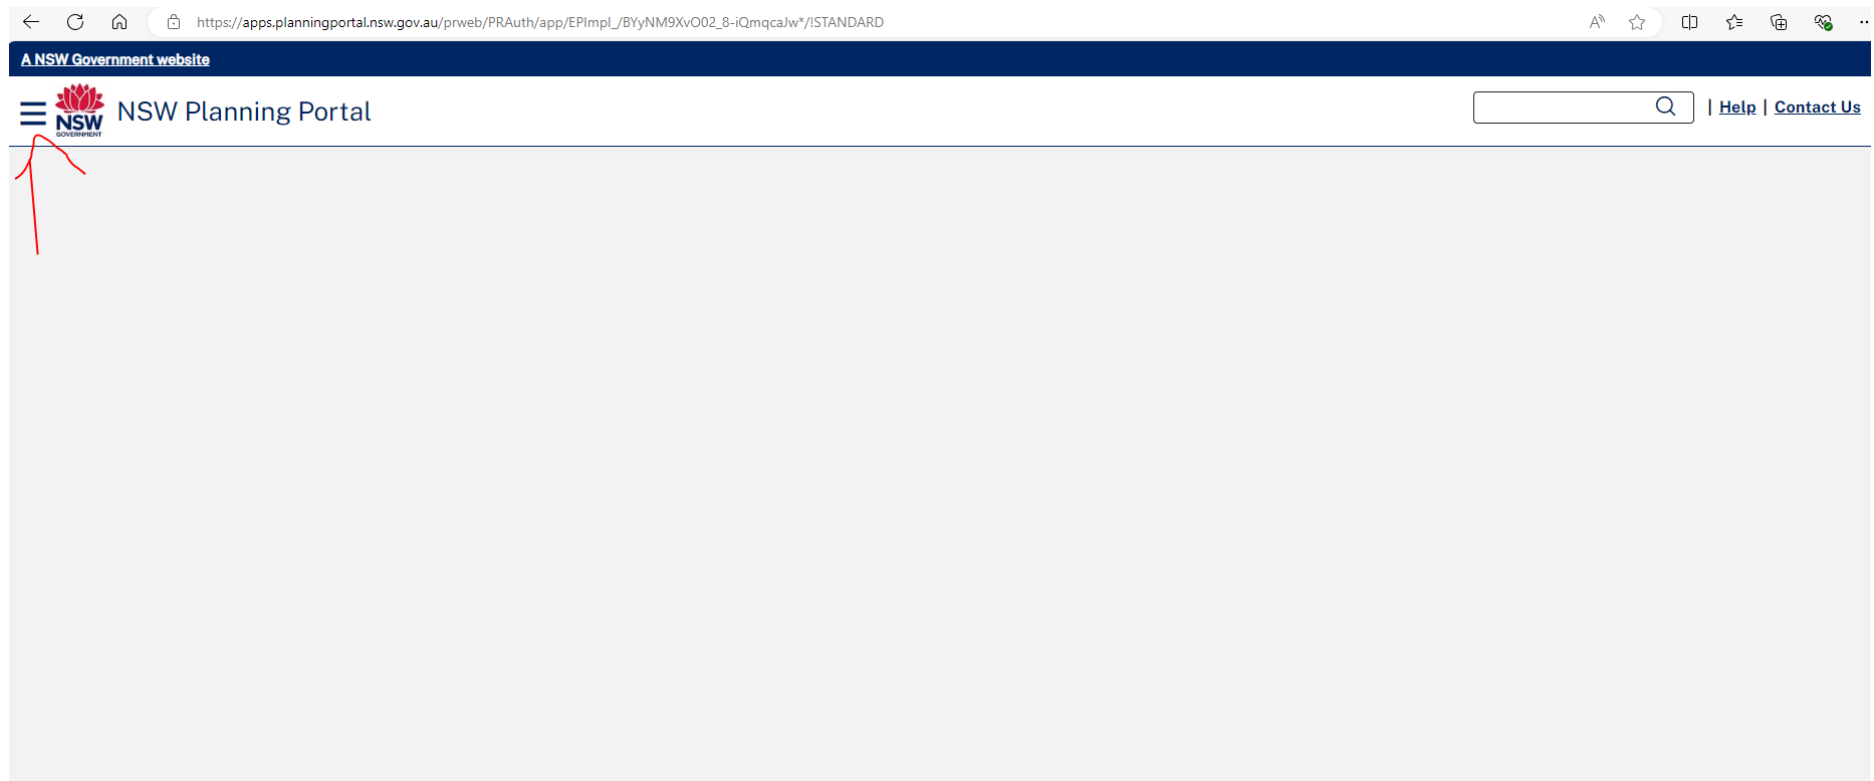 https://apps.planningportal.nsw.gov.au/prweb/PRAuth/app/EPImpl_/BYyNM9XvO02_8-iQmqcaJw*/!STANDARD
A NSW Government website
NSW GOVERNMENT
NSW Planning Portal
| Help | Contact Us